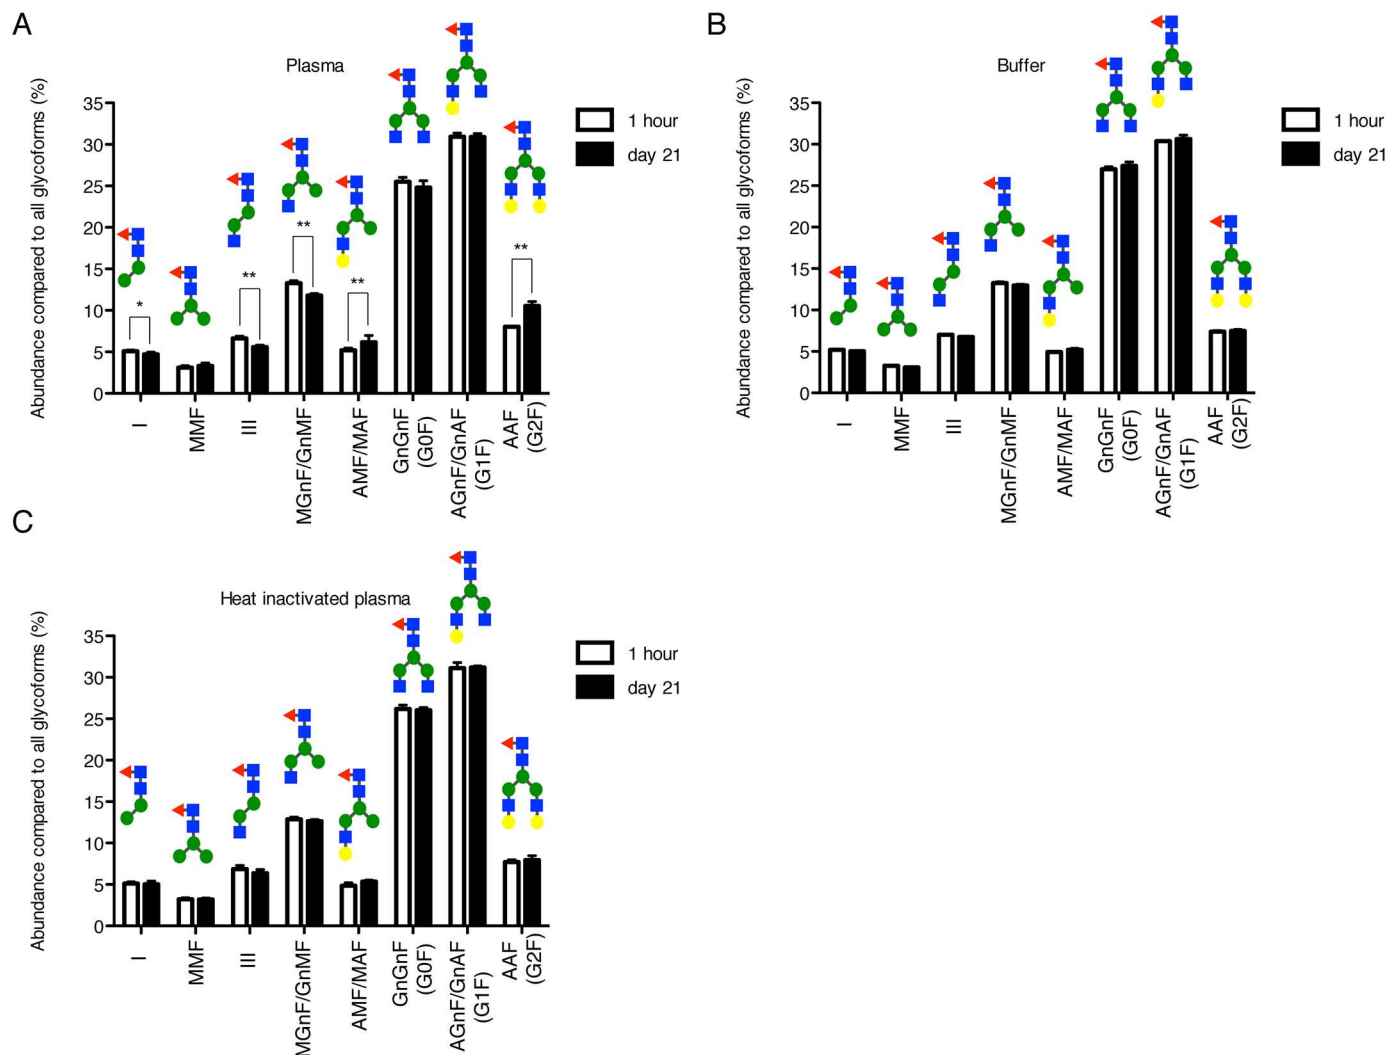 A
Plasma
Abundance compared to all glycoforms (%)
35
30
25
20
15
10
5
0
*
**
**
**
**
1 hour
day 21
I
MMF
III
MGnF/GnMF
AMF/MAF
GnGnF
(G0F)
AGnF/GnAF
(G1F)
AAF
(G2F)
B
Buffer
Abundance compared to all glycoforms (%)
35
30
25
20
15
10
5
0
1 hour
day 21
I
MMF
III
MGnF/GnMF
AMF/MAF
GnGnF
(G0F)
AGnF/GnAF
(G1F)
AAF
(G2F)
C
Heat inactivated plasma
Abundance compared to all glycoforms (%)
35
30
25
20
15
10
5
0
1 hour
day 21
I
MMF
III
MGnF/GnMF
AMF/MAF
GnGnF
(G0F)
AGnF/GnAF
(G1F)
AAF
(G2F)